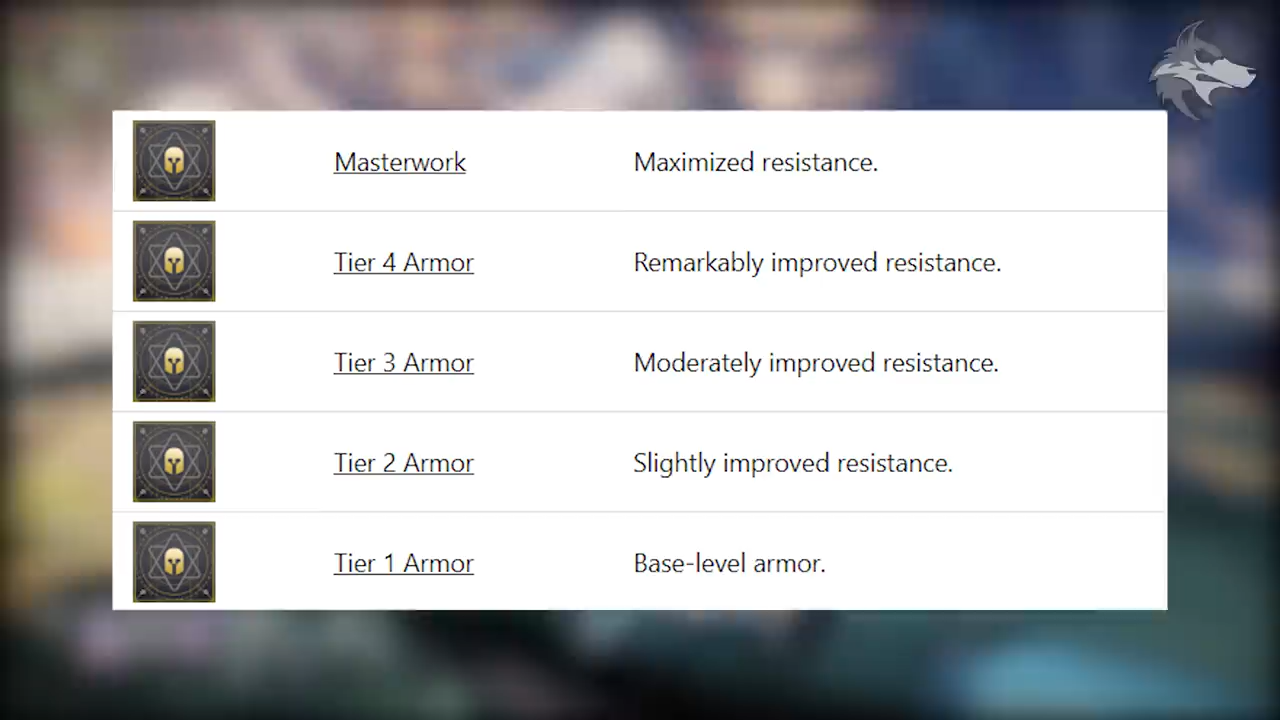 Masterwork Maximized resistance.
Tier 4 Armor Remarkably improved resistance.
Tier 3 Armor Moderately improved resistance.
Tier 2 Armor Slightly improved resistance.
Tier 1 Armor Base-level armor.